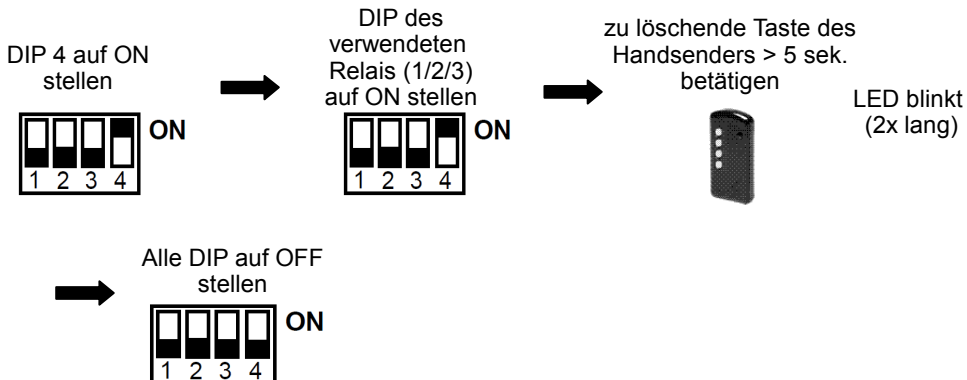 DIP 4 auf ON
stellen
ON
1 2 3 4
DIP des
verwendeten
Relais (1/2/3)
auf ON stellen
ON
1 2 3 4
zu löschende Taste des
Handsenders > 5 sek.
betätigen
LED blinkt
(2x lang)
Alle DIP auf OFF
stellen
ON
1 2 3 4